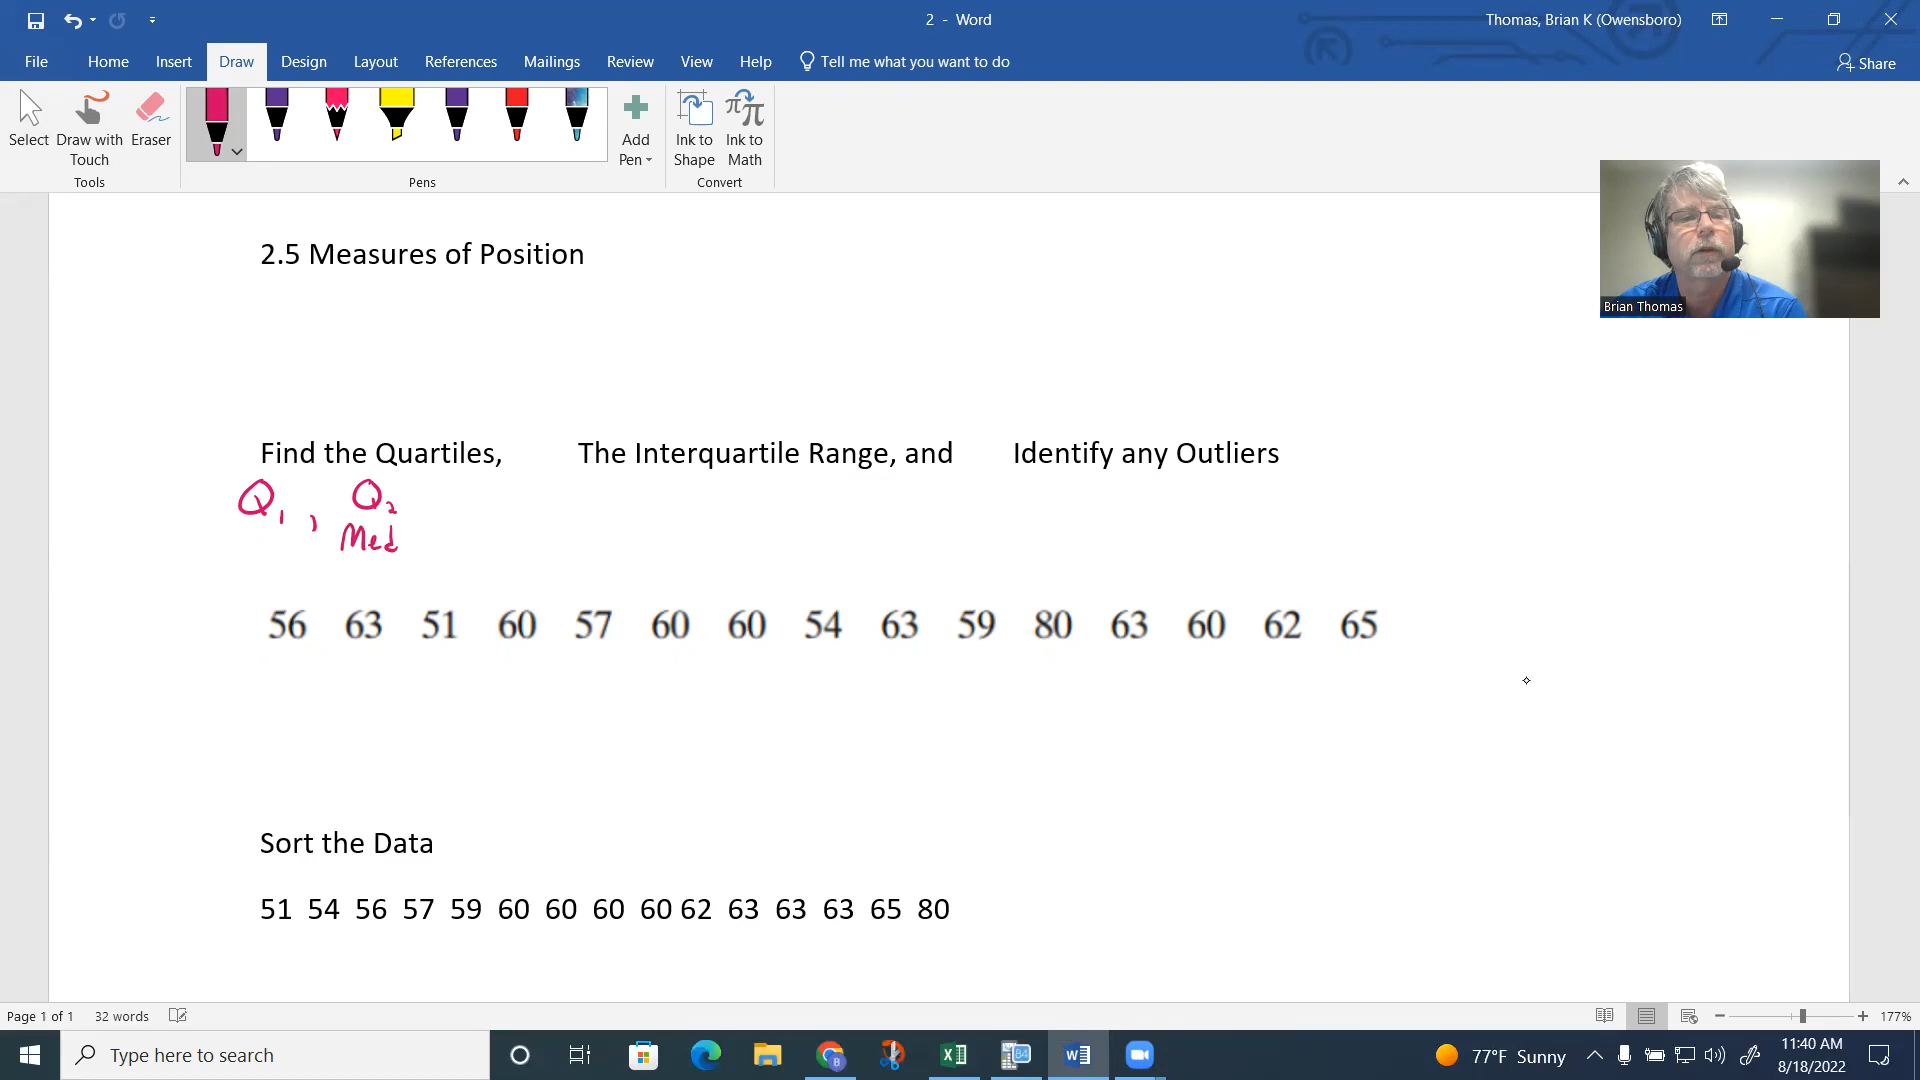 2 - Word
Thomas, Brian K (Owensboro)
File Home Insert Draw Design Layout References Mailings Review View Help Tell me what you want to do
Share
Select
Draw with Touch
Eraser
Add Pen
Ink to Shape
Ink to Math
Tools
Pens
Convert
Brian Thomas
2.5 Measures of Position
Find the Quartiles, The Interquartile Range, and Identify any Outliers
Q1 , Q2
Med
56 63 51 60 57 60 60 54 63 59 80 63 60 62 65
Sort the Data
51 54 56 57 59 60 60 60 60 62 63 63 63 65 80
Page 1 of 1 32 words
177%
Type here to search
84
77°F Sunny
11:40 AM
8/18/2022